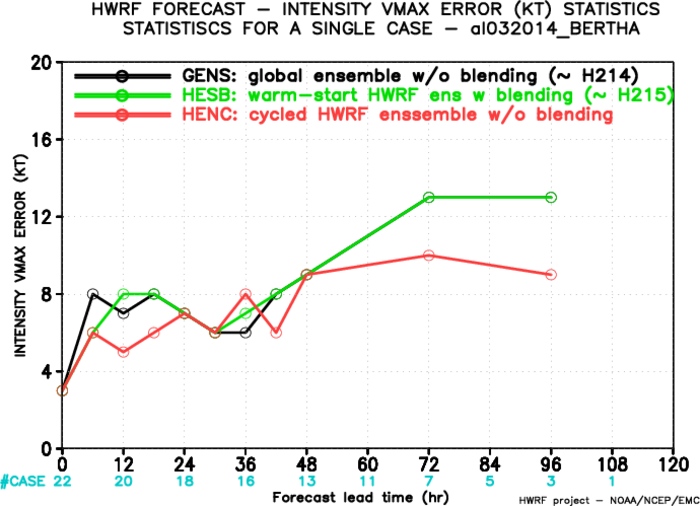 HWRF FORECAST – INTENSITY VMAX ERROR (KT) STATISTICS
STATISTISCS FOR A SINGLE CASE – al032014_BERTHA
GENS: global ensemble w/o blending (~ H214)
HESB: warm–start HWRF ens w blending (~ H215)
HENC: cycled HWRF enssemble w/o blending
INTENSITY VMAX ERROR (KT)
20
16
12
8
4
0
0 12 24 36 48 60 72 84 96 108 120
#CASE 22 20 18 16 13 11 7 5 3 1
Forecast lead time (hr)
HWRF project – NOAA/NCEP/EMC